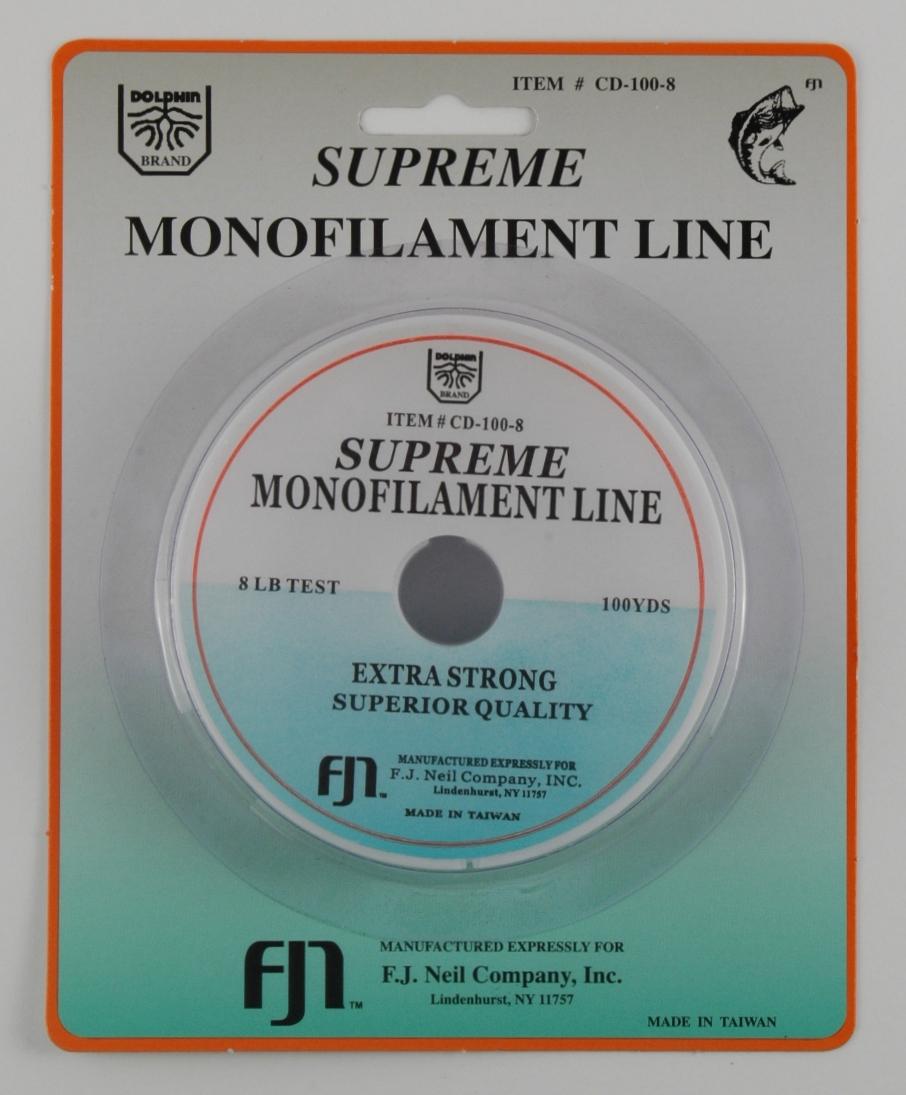 ITEM # CD-100-8
FJN
DOLPHIN
BRAND
SUPREME
MONOFILAMENT LINE
DOLPHIN
BRAND
ITEM # CD-100-8
SUPREME
MONOFILAMENT LINE
8 LB TEST
100YDS
EXTRA STRONG
SUPERIOR QUALITY
FJN™
MANUFACTURED EXPRESSLY FOR
F.J. Neil Company, INC.
Lindenhurst, NY 11757
MADE IN TAIWAN
FJN™
MANUFACTURED EXPRESSLY FOR
F.J. Neil Company, Inc.
Lindenhurst, NY 11757
MADE IN TAIWAN